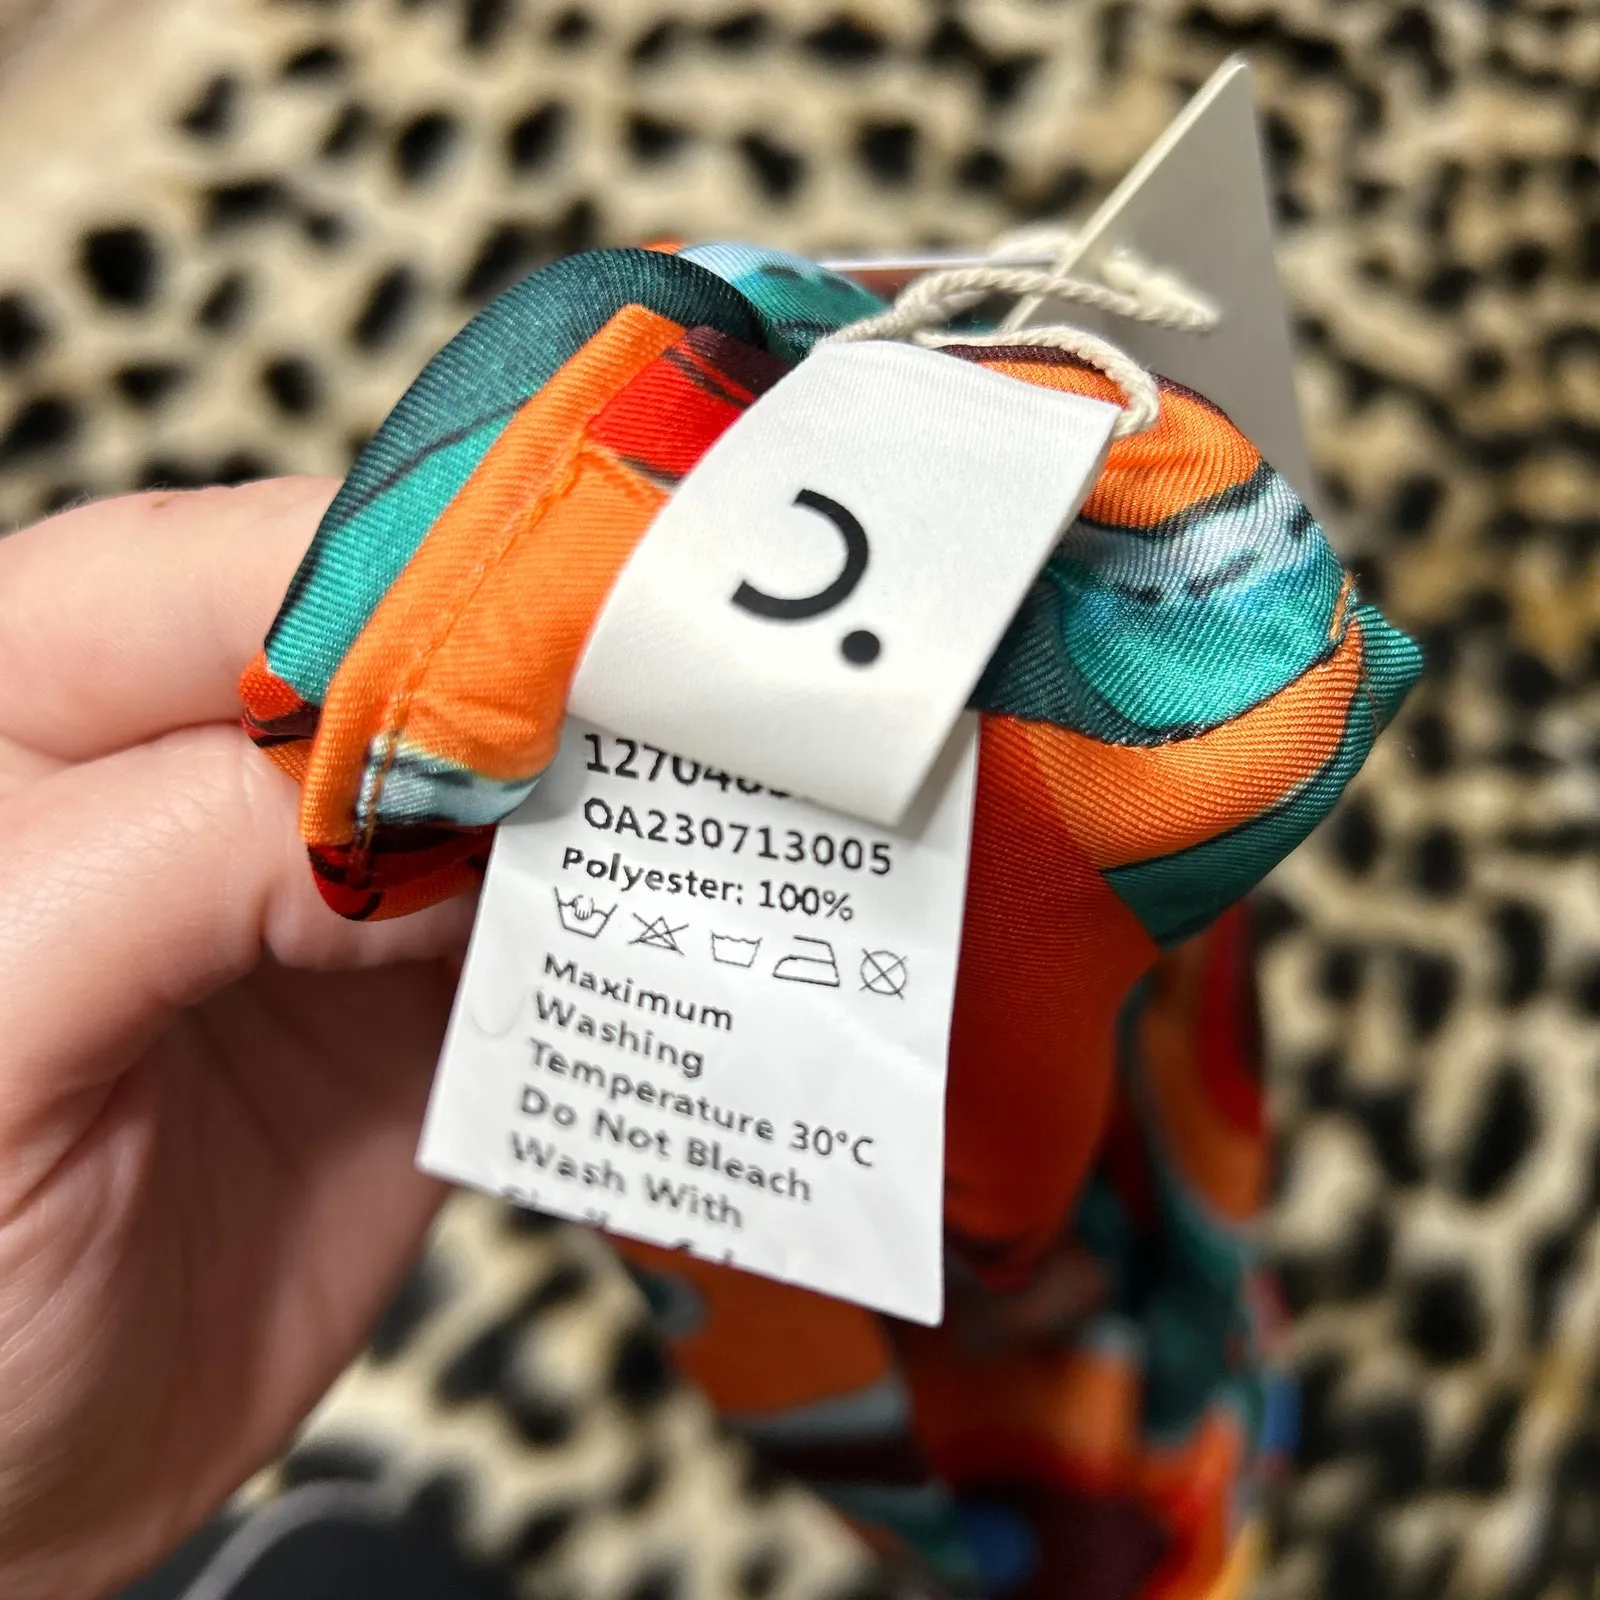 Ɔ.
OA230713005
Polyester: 100%
Maximum
Washing
Temperature 30°C
Do Not Bleach
Wash With